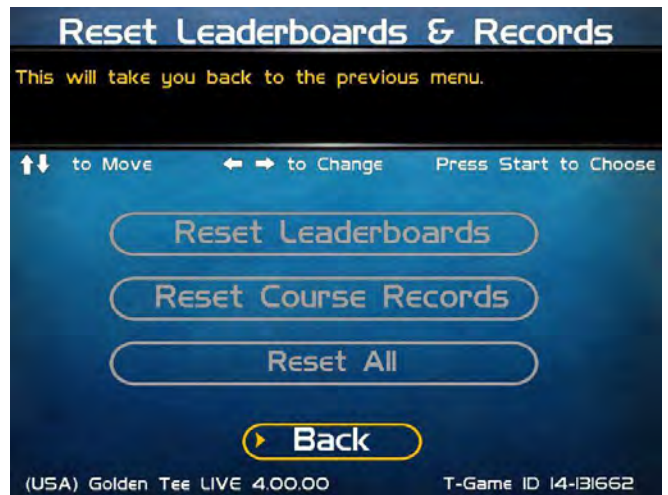 Reset Leaderboards & Records
This will take you back to the previous menu.
to Move to Change Press Start to Choose
Reset Leaderboards
Reset Course Records
Reset All
Back
(USA) Golden Tee LIVE 4.00.00 T-Game ID 14-131662